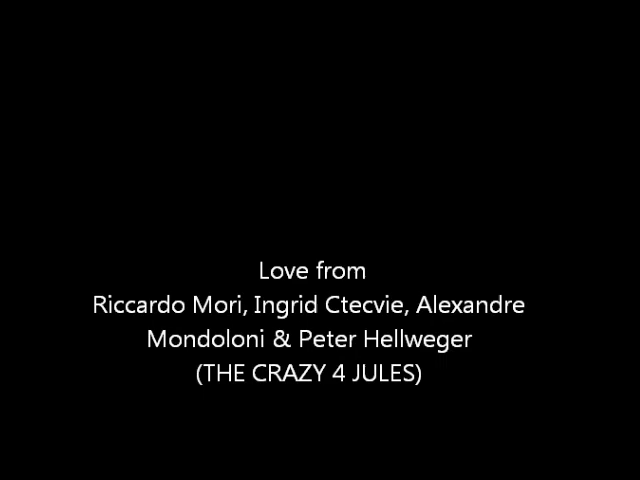 Love from
Riccardo Mori, Ingrid Ctecvie, Alexandre
Mondoloni & Peter Hellweger
(THE CRAZY 4 JULES)